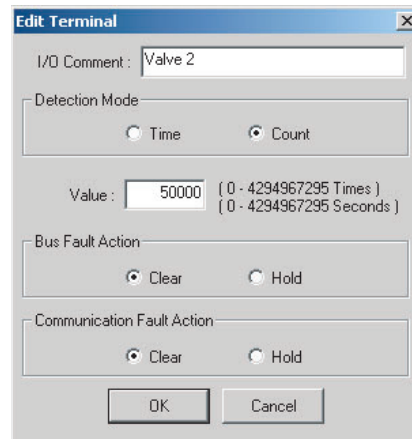 Edit Terminal
I/O Comment : Valve 2
Detection Mode
Time Count
Value : 50000 ( 0 - 4294967295 Times )
( 0 - 4294967295 Seconds )
Bus Fault Action
Clear Hold
Communication Fault Action
Clear Hold
OK Cancel